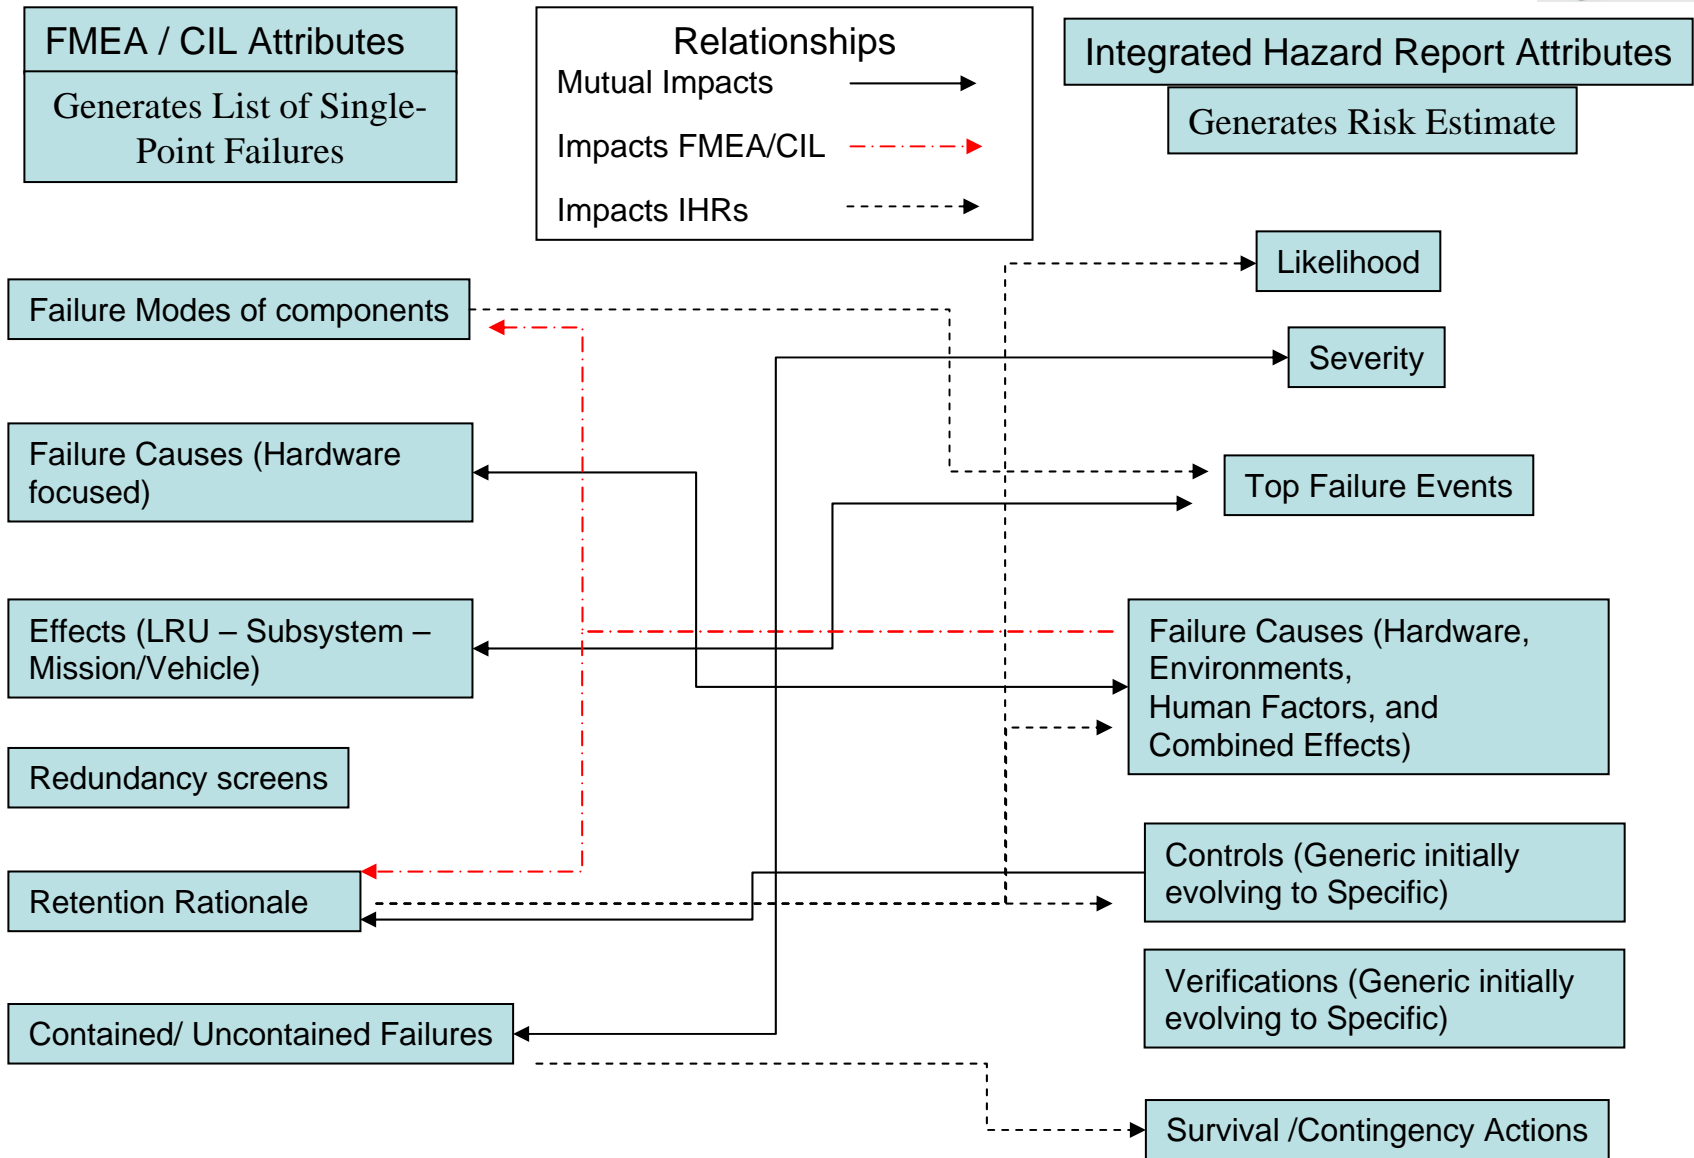 FMEA / CIL Attributes
Generates List of Single-
Point Failures
Relationships
Mutual Impacts
Impacts FMEA/CIL
Impacts IHRs
Integrated Hazard Report Attributes
Generates Risk Estimate
Failure Modes of components
Failure Causes (Hardware
focused)
Effects (LRU – Subsystem –
Mission/Vehicle)
Redundancy screens
Retention Rationale
Contained/ Uncontained Failures
Likelihood
Severity
Top Failure Events
Failure Causes (Hardware,
Environments,
Human Factors, and
Combined Effects)
Controls (Generic initially
evolving to Specific)
Verifications (Generic initially
evolving to Specific)
Survival /Contingency Actions